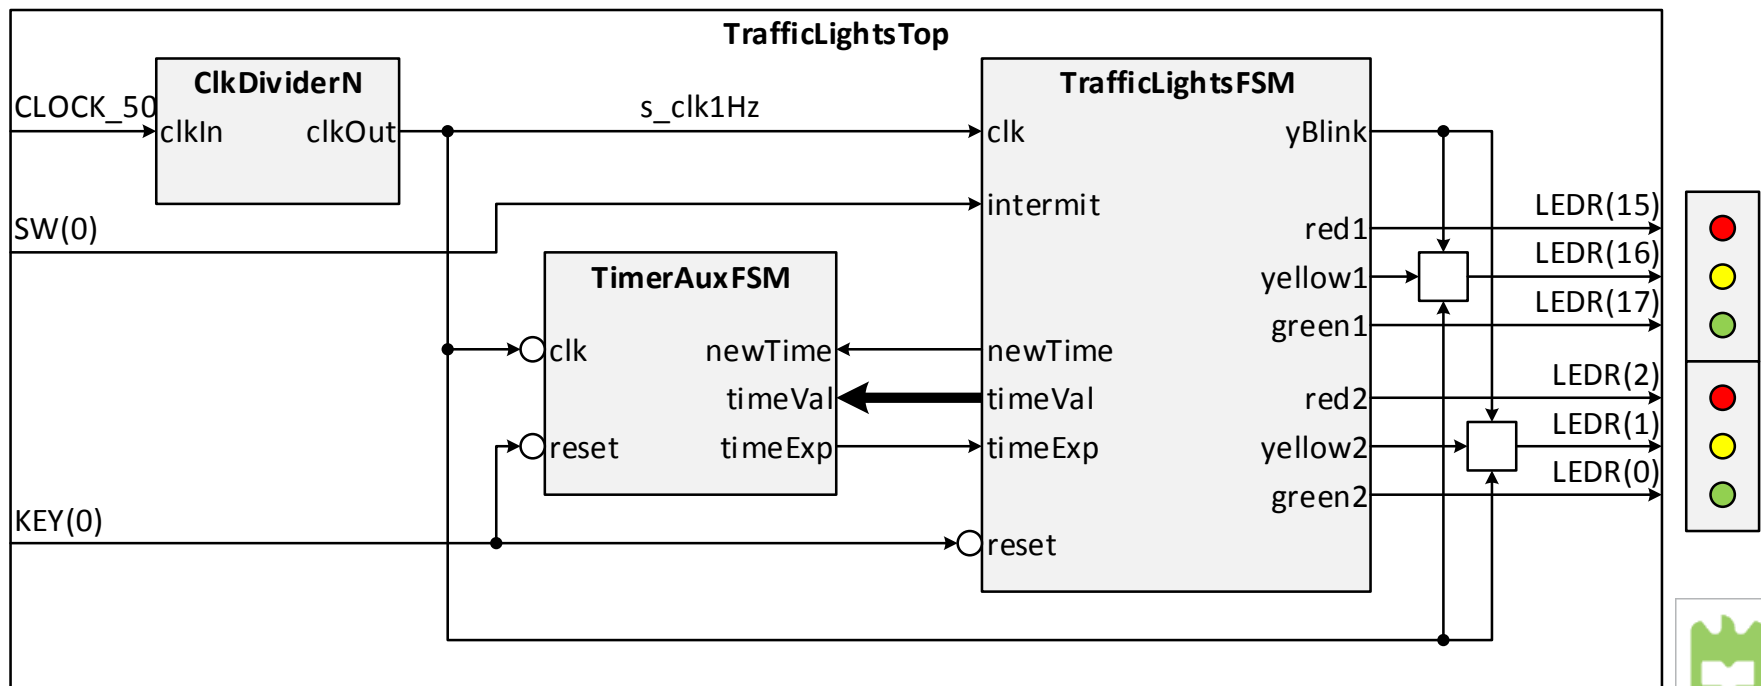 TrafficLightsTop
ClkDividerN
TrafficLightsFSM
CLOCK_50
s_clk1Hz
clkIn
clkOut
clk
yBlink
SW(0)
intermit
LEDR(15)
red1
TimerAuxFSM
LEDR(16)
yellow1
LEDR(17)
green1
clk
newTime
newTime
LEDR(2)
timeVal
timeVal
red2
LEDR(1)
reset
timeExp
timeExp
yellow2
LEDR(0)
green2
KEY(0)
reset